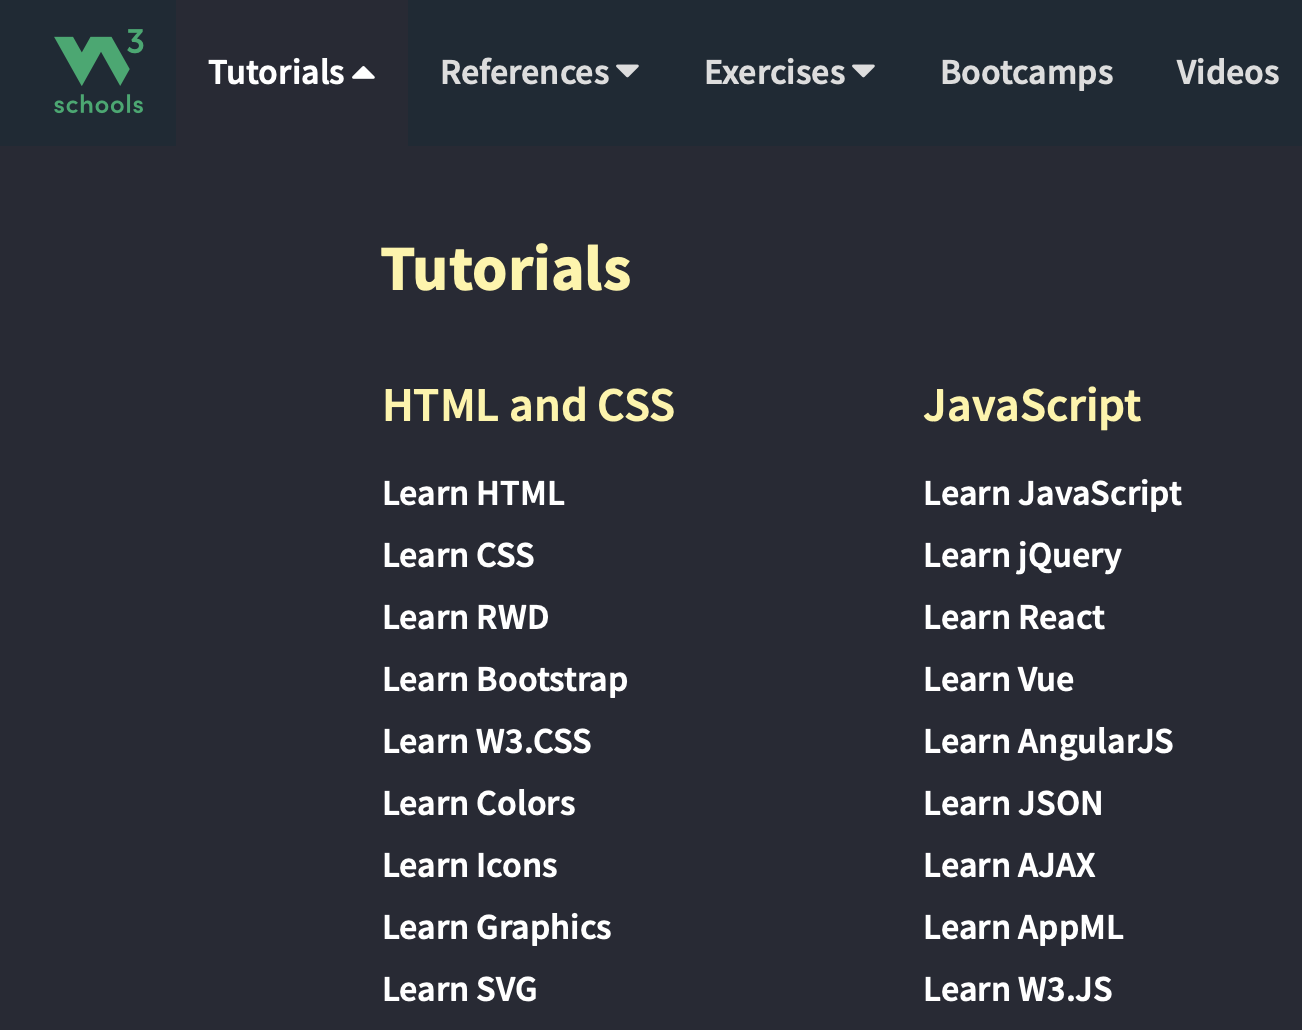 W3
schools
Tutorials
References
Exercises
Bootcamps
Videos
Tutorials
HTML and CSS
Learn HTML
Learn CSS
Learn RWD
Learn Bootstrap
Learn W3.CSS
Learn Colors
Learn Icons
Learn Graphics
Learn SVG
JavaScript
Learn JavaScript
Learn jQuery
Learn React
Learn Vue
Learn AngularJS
Learn JSON
Learn AJAX
Learn AppML
Learn W3.JS